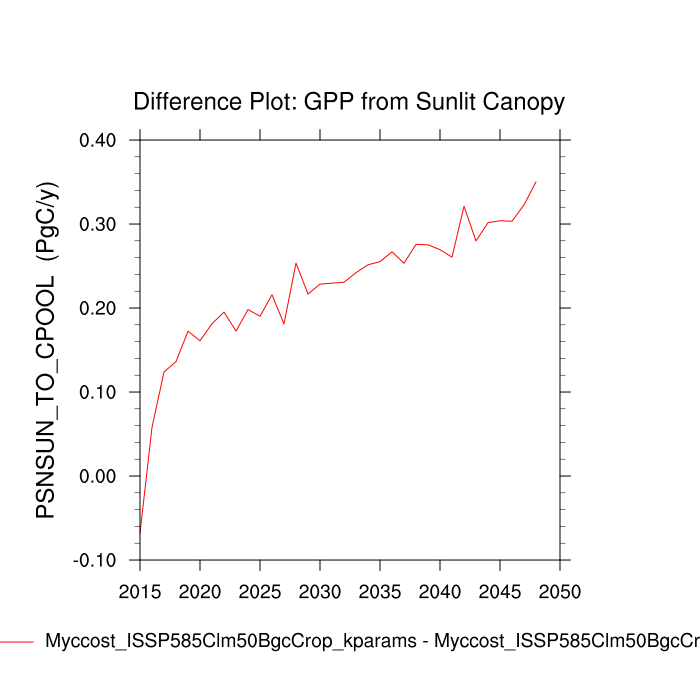 Difference Plot: GPP from Sunlit Canopy
PSNSUN_TO_CPOOL (PgC/y)
0.40
0.30
0.20
0.10
0.00
-0.10
2015 2020 2025 2030 2035 2040 2045 2050
Myccost_ISSP585Clm50BgcCrop_kparams - Myccost_ISSP585Clm50BgcCr